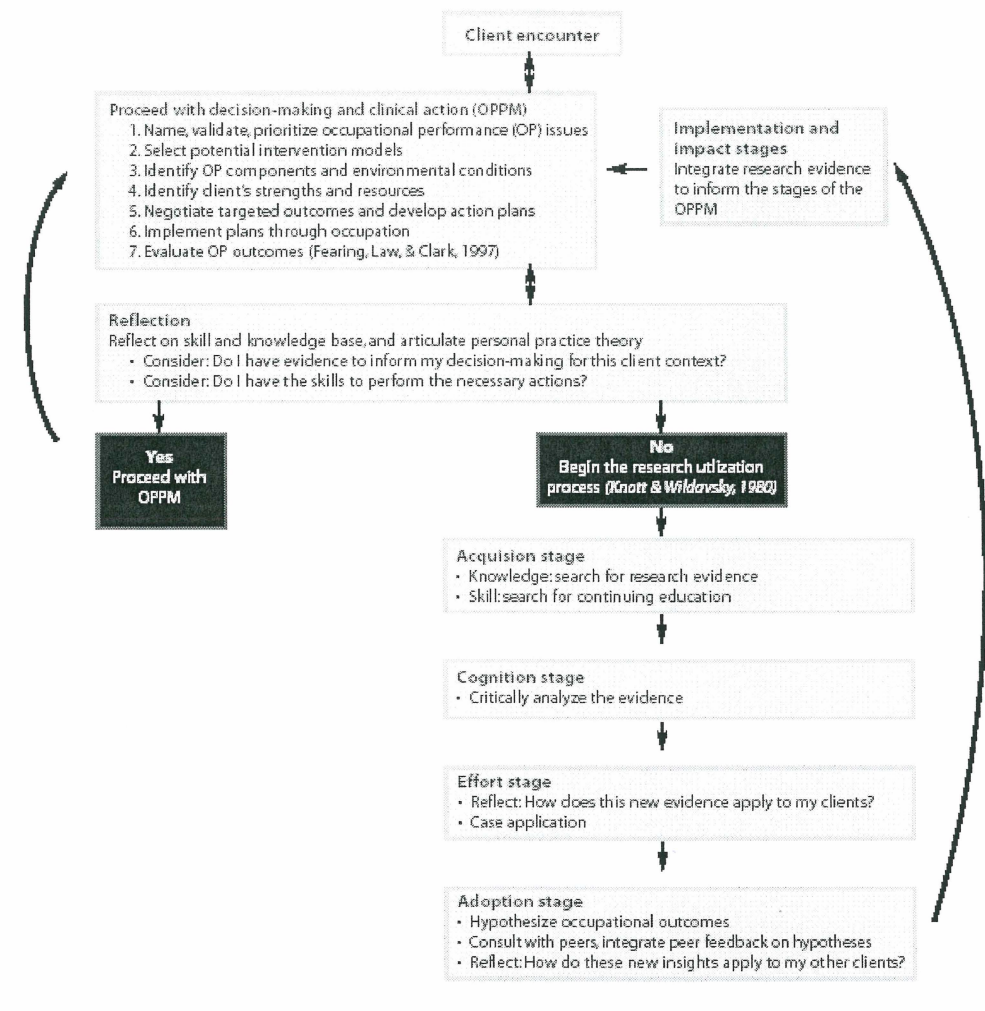 Client encounter
Proceed with decision-making and clinical action (OPPM)
1. Name, validate, prioritize occupational performance (OP) issues
2. Select potential intervention models
3. Identify OP components and environmental conditions
4. Identify client's strengths and resources
5. Negotiate targeted outcomes and develop action plans
6. Implement plans through occupation
7. Evaluate OP outcomes (Fearing, Law, & Clark, 1997)
Implementation and
impact stages
Integrate research evidence
to inform the stages of the
OPPM
Reflection
Reflect on skill and knowledge base, and articulate personal practice theory
• Consider: Do I have evidence to inform my decision-making for this client context?
• Consider: Do I have the skills to perform the necessary actions?
Yes
Proceed with
OPPM
No
Begin the research utlization
process (Knott & Wildavsky, 1980)
Acquision stage
• Knowledge: search for research evidence
• Skill: search for continuing education
Cognition stage
• Critically analyze the evidence
Effort stage
• Reflect: How does this new evidence apply to my clients?
• Case application
Adoption stage
• Hypothesize occupational outcomes
• Consult with peers, integrate peer feedback on hypotheses
• Reflect: How do these new insights apply to my other clients?